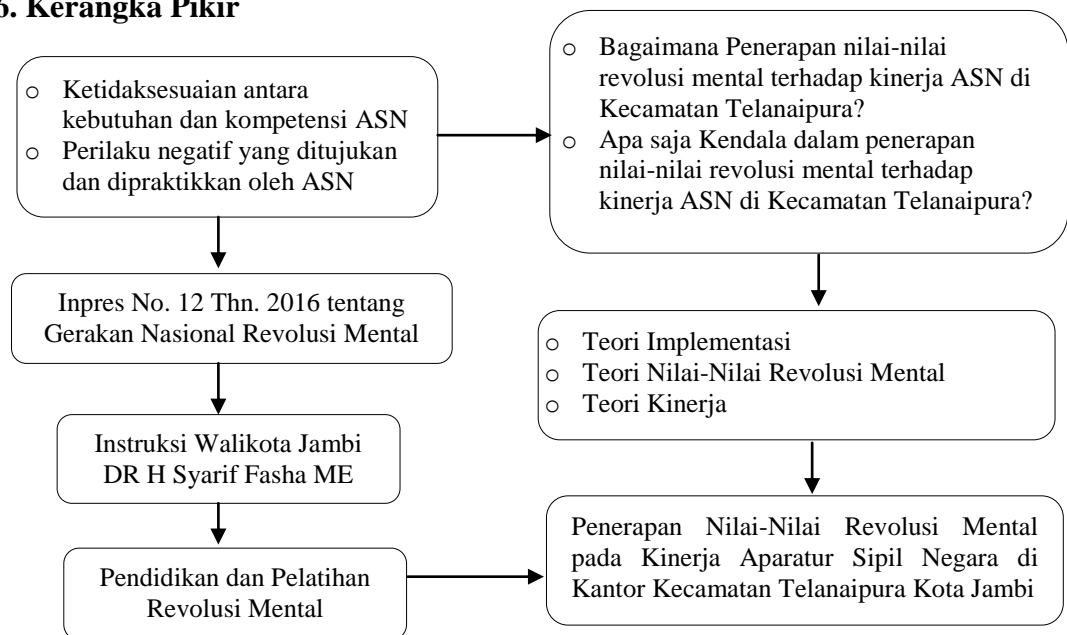 6. Kerangka Pikir
o Ketidaksesuaian antara
kebutuhan dan kompetensi ASN
o Perilaku negatif yang ditujukan
dan dipraktikkan oleh ASN
o Bagaimana Penerapan nilai-nilai
revolusi mental terhadap kinerja ASN di
Kecamatan Telanaipura?
o Apa saja Kendala dalam penerapan
nilai-nilai revolusi mental terhadap
kinerja ASN di Kecamatan Telanaipura?
Inpres No. 12 Thn. 2016 tentang
Gerakan Nasional Revolusi Mental
o Teori Implementasi
o Teori Nilai-Nilai Revolusi Mental
o Teori Kinerja
Instruksi Walikota Jambi
DR H Syarif Fasha ME
Pendidikan dan Pelatihan
Revolusi Mental
Penerapan Nilai-Nilai Revolusi Mental
pada Kinerja Aparatur Sipil Negara di
Kantor Kecamatan Telanaipura Kota Jambi